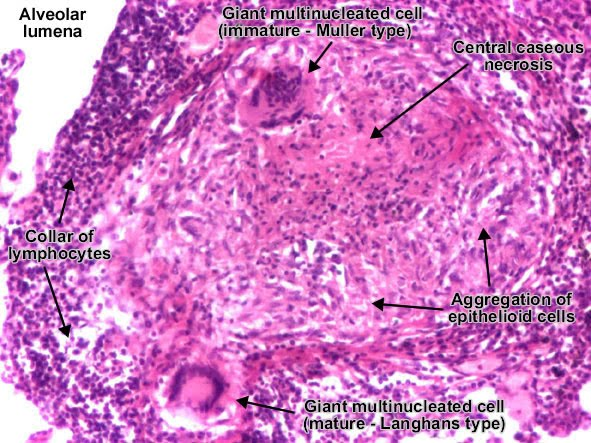 Alveolar
lumena
Giant multinucleated cell
(immature - Muller type)
Central caseous
necrosis
Collar of
lymphocytes
Aggregation of
epithelioid cells
Giant multinucleated cell
(mature - Langhans type)